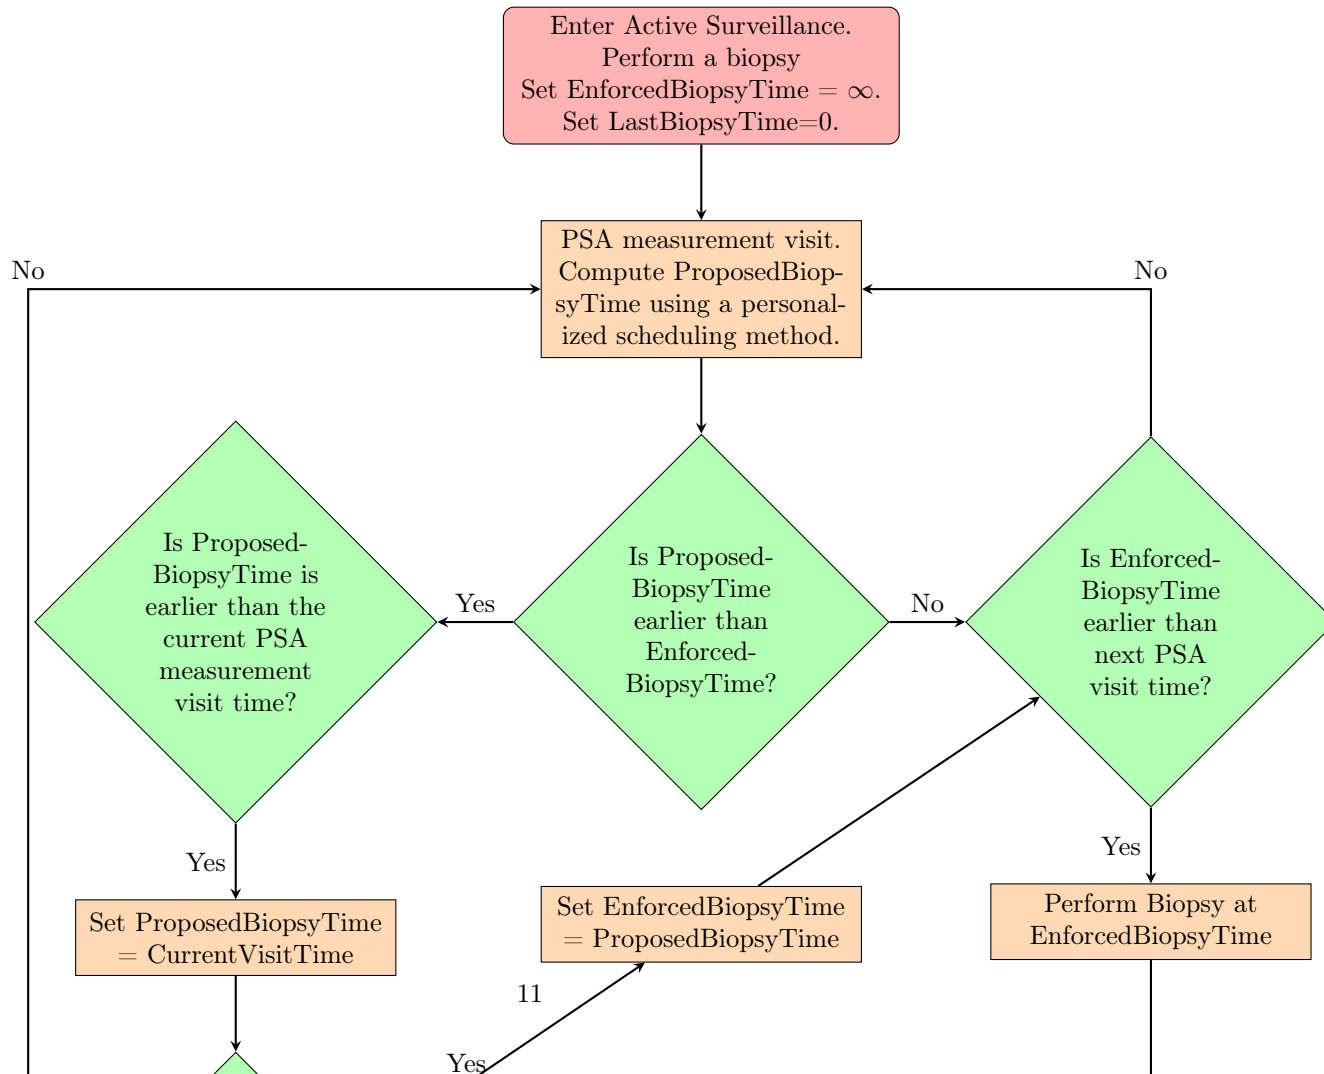 Enter Active Surveillance.
Perform a biopsy
Set EnforcedBiopsyTime = ∞.
Set LastBiopsyTime=0.
PSA measurement visit.
Compute ProposedBiop-
syTime using a personal-
ized scheduling method.
No
No
Is Proposed-
BiopsyTime is
earlier than the
current PSA
measurement
visit time?
Yes
Is Proposed-
BiopsyTime
earlier than
Enforced-
BiopsyTime?
No
Is Enforced-
BiopsyTime
earlier than
next PSA
visit time?
Yes
Set ProposedBiopsyTime
= CurrentVisitTime
Set EnforcedBiopsyTime
= ProposedBiopsyTime
Yes
Perform Biopsy at
EnforcedBiopsyTime
11
Yes